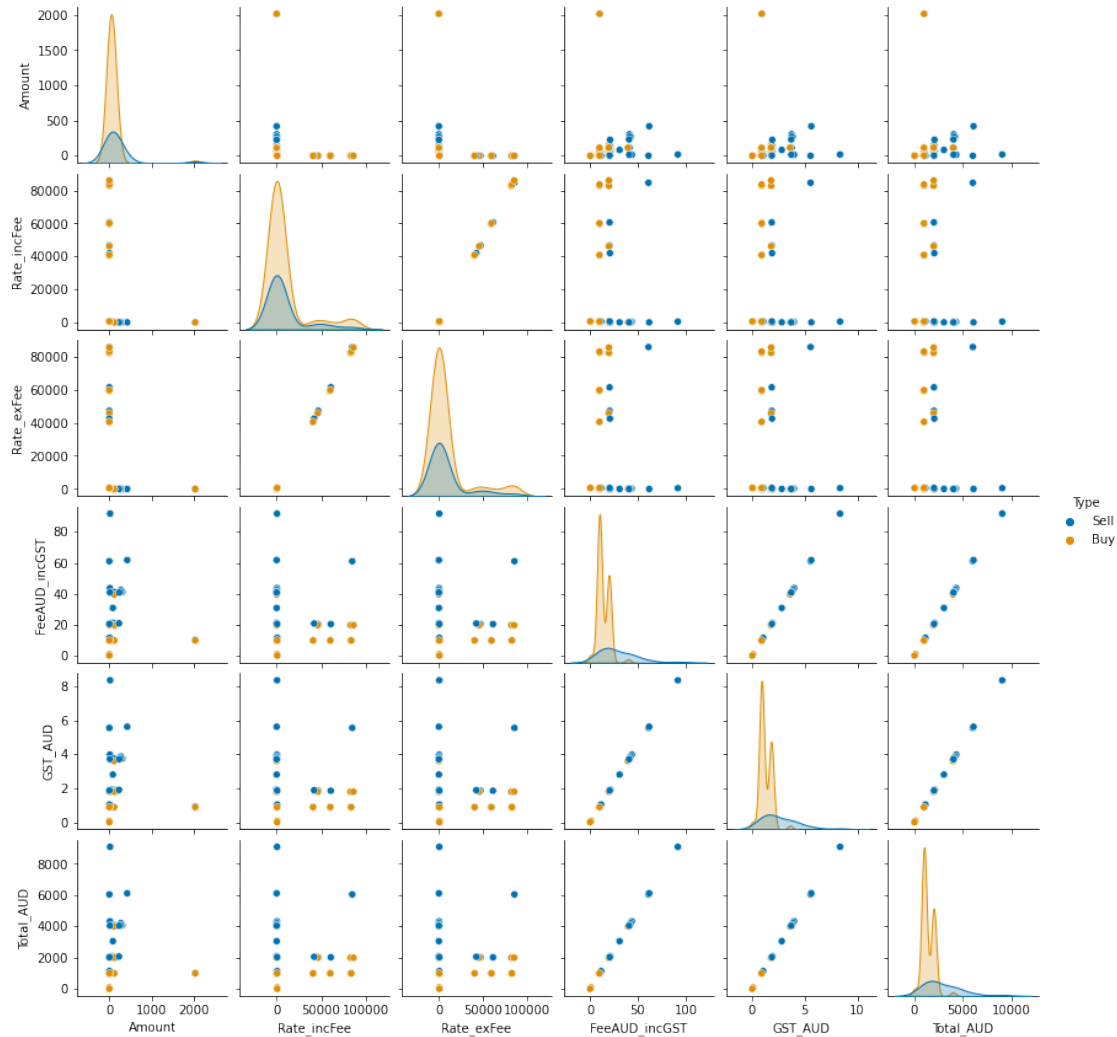 2000
1500
1000
500
0
Amount
80000
60000
40000
20000
0
Rate_incFee
80000
60000
40000
20000
0
Rate_exFee
Type
Sell
Buy
80
60
40
20
0
FeeAUD_incGST
8
6
4
2
0
GST_AUD
8000
6000
4000
2000
0
Total_AUD
0 1000 2000 0 50000 100000 0 50000 100000 0 50 100 0 5 10 0 5000 10000
Amount Rate_incFee Rate_exFee FeeAUD_incGST GST_AUD Total_AUD